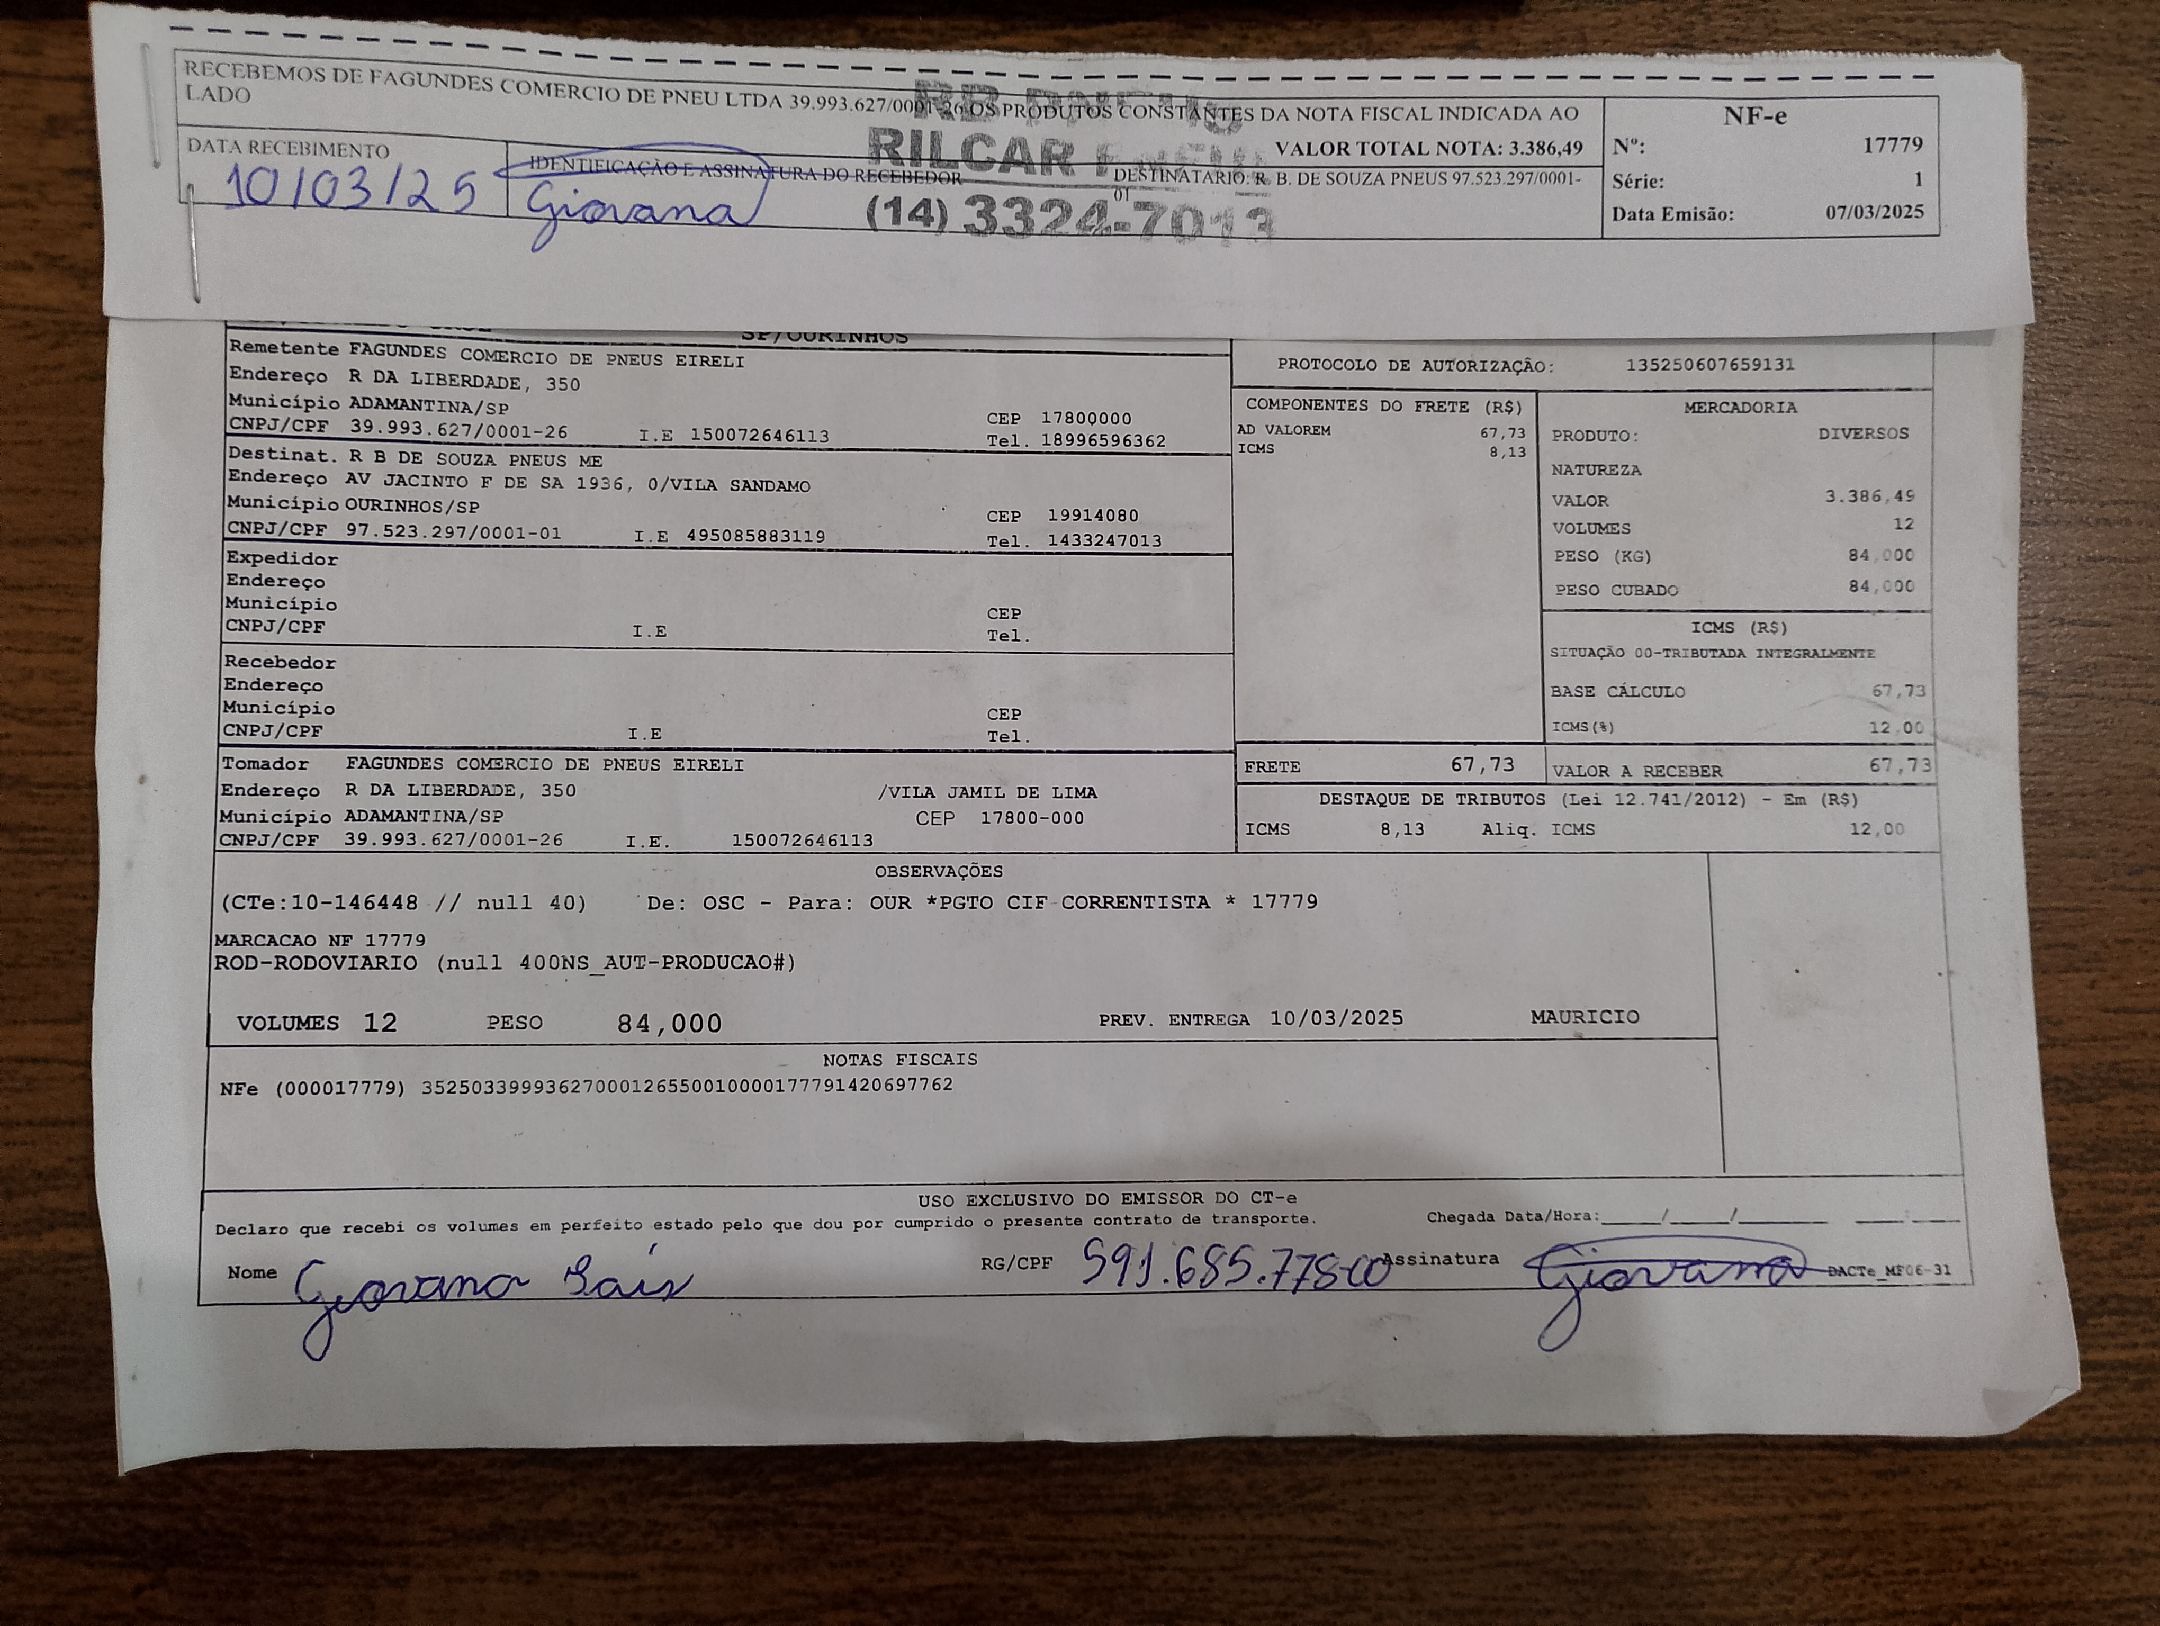 RECEBEMOS DE FAGUNDES COMERCIO DE PNEU LTDA 39.993.627/0001-26 OS PRODUTOS CONSTANTES DA NOTA FISCAL INDICADA AO
LADO
VALOR TOTAL NOTA: 3.386,49
DATA RECEBIMENTO
10/03/25
IDENTIFICAÇÃO E ASSINATURA DO RECEBEDOR
Giovana
DESTINATÁRIO: R. B. DE SOUZA PNEUS 97.523.297/0001-
01
RILCAR
(14) 3324-7013
NF-e
Nº: 17779
Série: 1
Data Emissão: 07/03/2025
SP/OURINHOS
Remetente FAGUNDES COMERCIO DE PNEUS EIRELI
Endereço R DA LIBERDADE, 350
Município ADAMANTINA/SP CEP 17800000
CNPJ/CPF 39.993.627/0001-26 I.E 150072646113 Tel. 18996596362
Destinat. R B DE SOUZA PNEUS ME
Endereço AV JACINTO F DE SA 1936, 0/VILA SANDAMO
Município OURINHOS/SP CEP 19914080
CNPJ/CPF 97.523.297/0001-01 I.E 495085883119 Tel. 1433247013
Expedidor
Endereço
Município CEP
CNPJ/CPF I.E Tel.
Recebedor
Endereço
Município CEP
CNPJ/CPF I.E Tel.
Tomador FAGUNDES COMERCIO DE PNEUS EIRELI
Endereço R DA LIBERDADE, 350 /VILA JAMIL DE LIMA
Município ADAMANTINA/SP CEP 17800-000
CNPJ/CPF 39.993.627/0001-26 I.E. 150072646113
PROTOCOLO DE AUTORIZAÇÃO: 135250607659131
COMPONENTES DO FRETE (R$)
AD VALOREM 67,73
ICMS 8,13
MERCADORIA
PRODUTO: DIVERSOS
NATUREZA
VALOR 3.386,49
VOLUMES 12
PESO (KG) 84,000
PESO CUBADO 84,000
ICMS (R$)
SITUAÇÃO 00-TRIBUTADA INTEGRALMENTE
BASE CÁLCULO 67,73
ICMS(%) 12,00
FRETE 67,73 VALOR A RECEBER 67,73
DESTAQUE DE TRIBUTOS (Lei 12.741/2012) - Em (R$)
ICMS 8,13 Aliq. ICMS 12,00
OBSERVAÇÕES
(CTe:10-146448 // null 40) De: OSC - Para: OUR *PGTO CIF CORRENTISTA * 17779
MARCACAO NF 17779
ROD-RODOVIARIO (null 400NS_AUT-PRODUCAO#)
VOLUMES 12 PESO 84,000 PREV. ENTREGA 10/03/2025 MAURICIO
NOTAS FISCAIS
NFe (000017779) 35250339993627000126550010000177791420697762
USO EXCLUSIVO DO EMISSOR DO CT-e
Declaro que recebi os volumes em perfeito estado pelo que dou por cumprido o presente contrato de transporte. Chegada Data/Hora:____/____/______ ____:____
Nome Giovana Laís RG/CPF 591.685.778-00 Assinatura Giovana DACTe_MF06-31